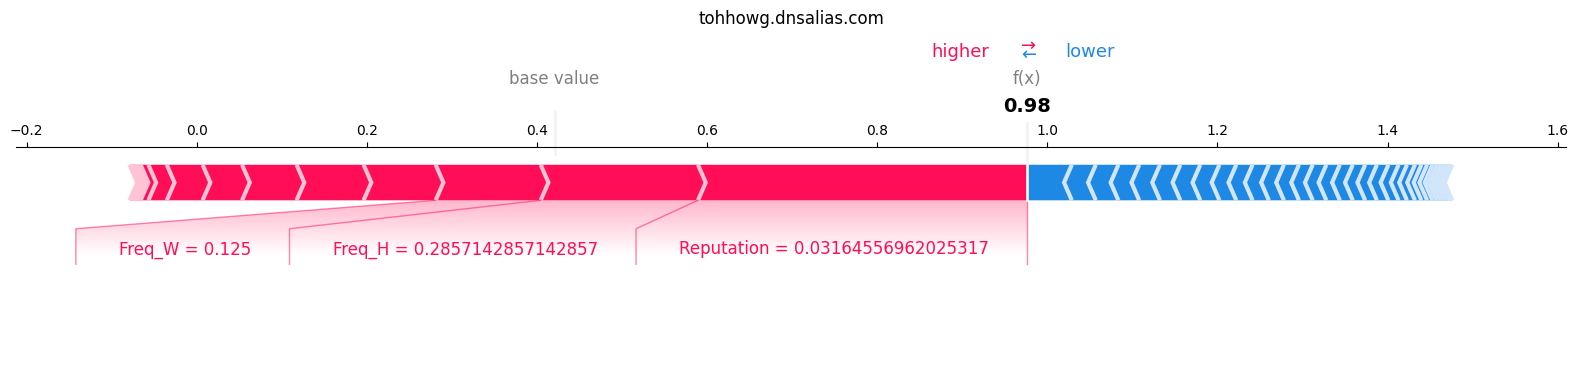 tohhowg.dnsalias.com
higher → ← lower
base value f(x)
0.98
−0.2 0.0 0.2 0.4 0.6 0.8 1.0 1.2 1.4 1.6
Freq_W = 0.125 Freq_H = 0.2857142857142857 Reputation = 0.03164556962025317